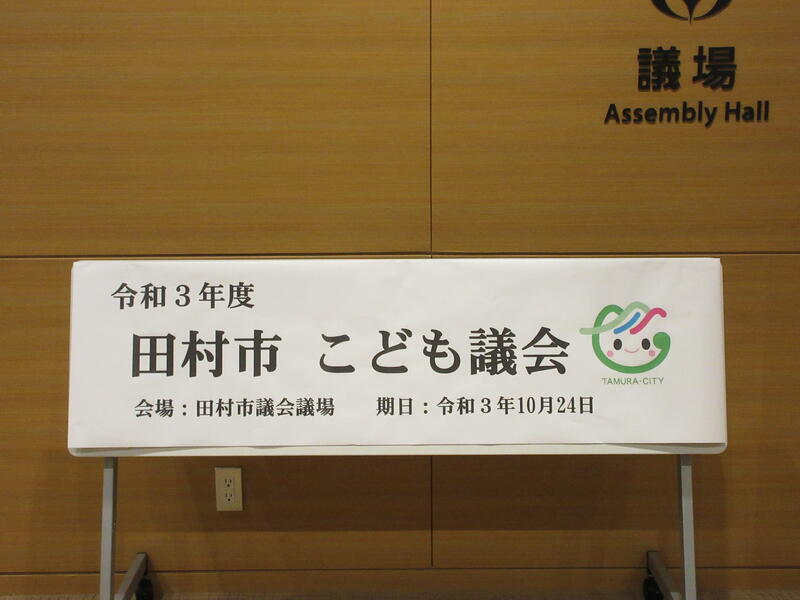 議場
Assembly Hall
令和3年度
田村市 こども議会
TAMURA-CITY
会場：田村市議会議場 期日：令和3年10月24日